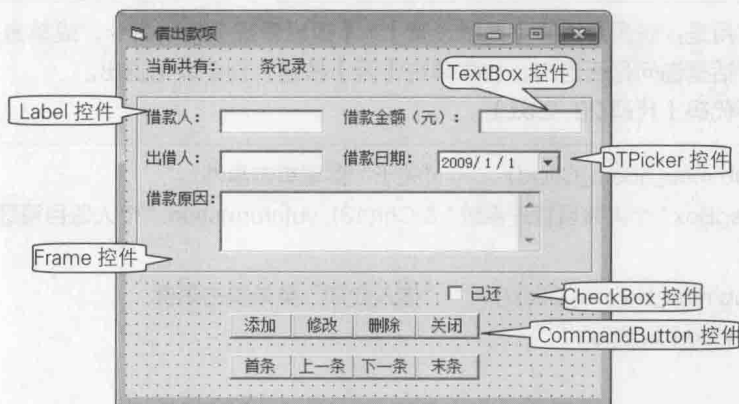 借出款项
当前共有： 条记录
TextBox 控件
Label 控件
借款人：
借款金额（元）：
出借人：
借款日期：
2009/ 1 / 1
DTPicker 控件
借款原因：
Frame 控件
已还
CheckBox 控件
添加 修改 删除 关闭
CommandButton 控件
首条 上一条 下一条 末条